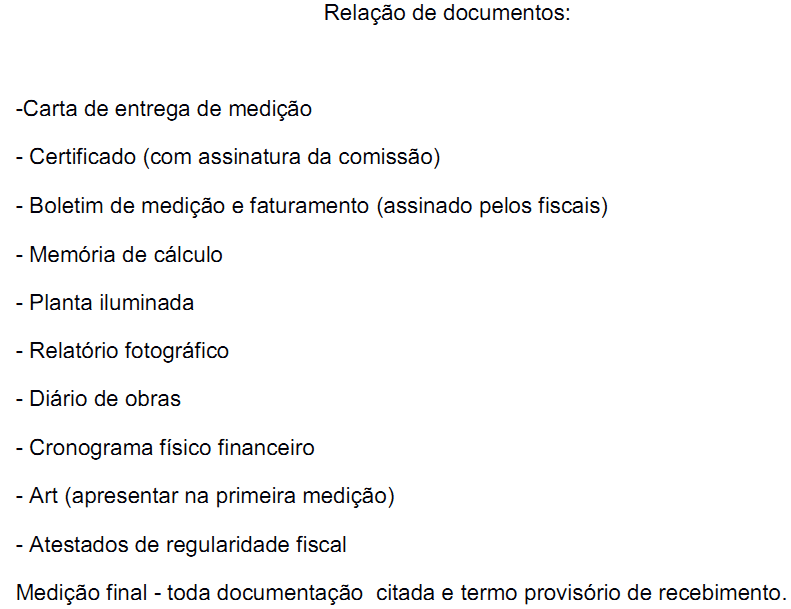 Relação de documentos:
-Carta de entrega de medição
- Certificado (com assinatura da comissão)
- Boletim de medição e faturamento (assinado pelos fiscais)
- Memória de cálculo
- Planta iluminada
- Relatório fotográfico
- Diário de obras
- Cronograma físico financeiro
- Art (apresentar na primeira medição)
- Atestados de regularidade fiscal
Medição final - toda documentação  citada e termo provisório de recebimento.